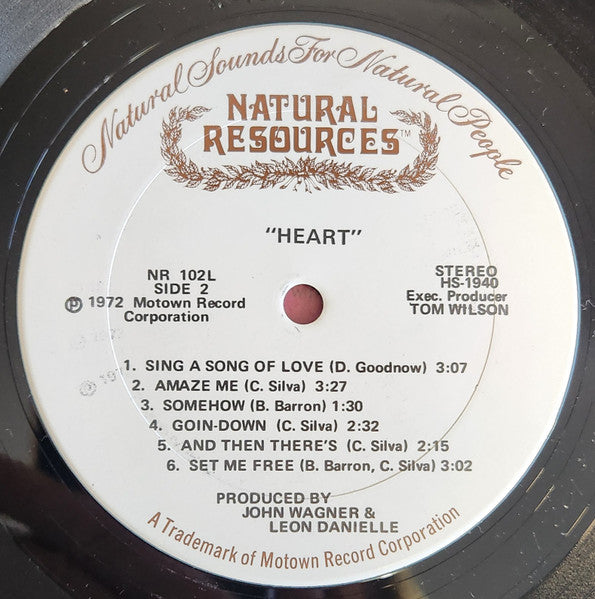 Natural Sounds For Natural People
NATURAL
RESOURCES™
"HEART"
NR 102L
SIDE 2
℗ 1972 Motown Record
Corporation
STEREO
HS-1940
Exec. Producer
TOM WILSON
1. SING A SONG OF LOVE (D. Goodnow) 3:07
2. AMAZE ME (C. Silva) 3:27
3. SOMEHOW (B. Barron) 1:30
4. GOIN-DOWN (C. Silva) 2:32
5. AND THEN THERE'S (C. Silva) 2:15
6. SET ME FREE (B. Barron, C. Silva) 3:02
PRODUCED BY
JOHN WAGNER &
LEON DANIELLE
A Trademark of Motown Record Corporation